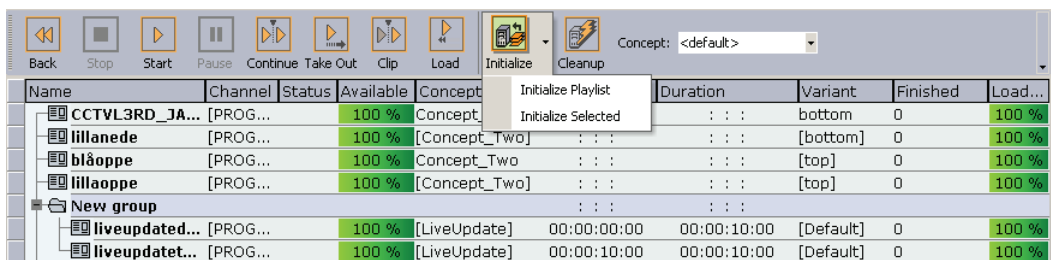 Back Stop Start Pause Continue Take Out Clip Load Initialize Cleanup Concept: <default>
Initialize Playlist
Initialize Selected
Name Channel Status Available Concept Duration Variant Finished Load...
CCTVL3RD_JA... [PROG... 100 % Concept_ : : : bottom 0 100 %
lillanede [PROG... 100 % [Concept_Two] : : : : : : [bottom] 0 100 %
blåoppe [PROG... 100 % Concept_Two : : : : : : [top] 0 100 %
lillaoppe [PROG... 100 % [Concept_Two] : : : : : : [top] 0 100 %
New group : : : : : :
liveupdated... [PROG... 100 % [LiveUpdate] 00:00:00:00 00:00:10:00 [Default] 0 100 %
liveupdatet... [PROG... 100 % [LiveUpdate] 00:00:10:00 00:00:10:00 [Default] 0 100 %